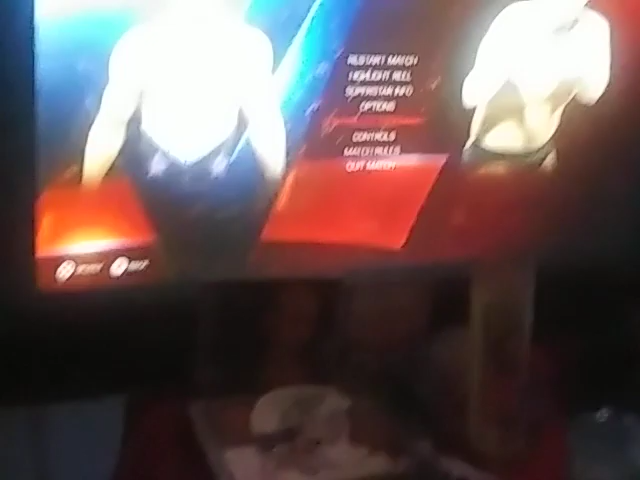 RESTART MATCH
HIGHLIGHT REEL
SUPERSTAR INFO
OPTIONS
CONTROLS
MATCH RULES
QUIT MATCH